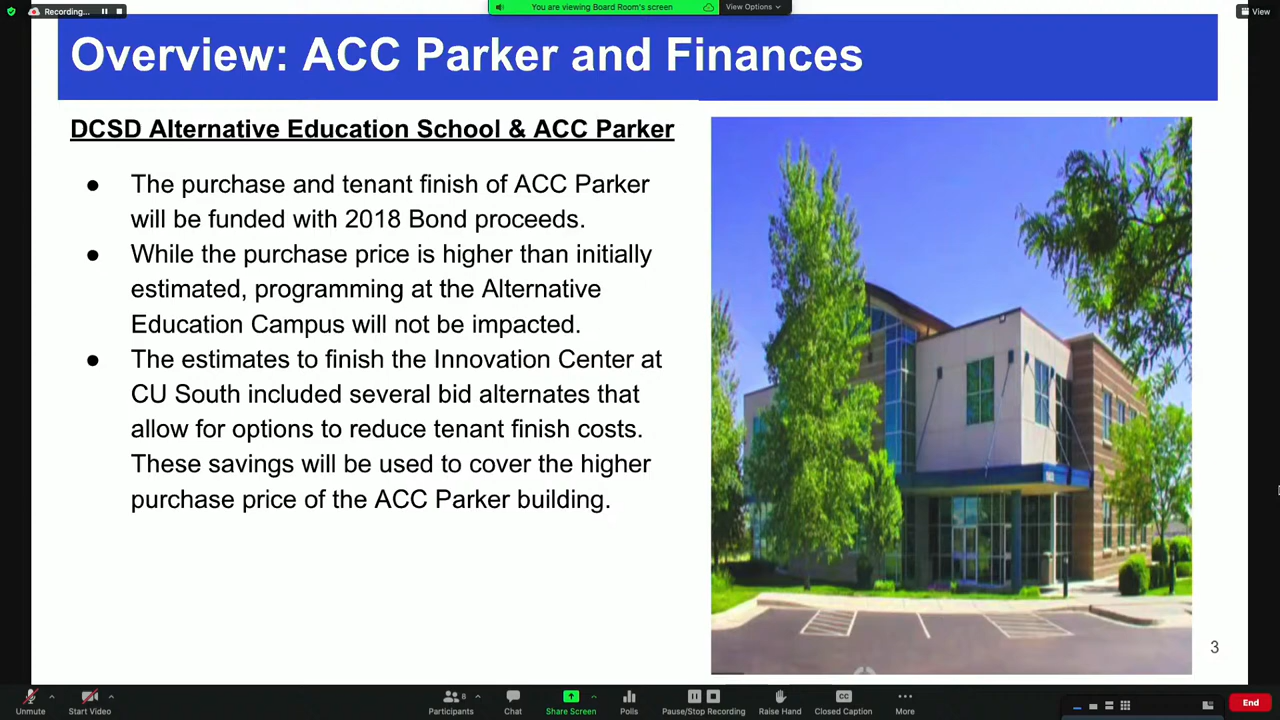 Recording...
You are viewing Board Room's screen
View Options
View
Overview: ACC Parker and Finances
DCSD Alternative Education School & ACC Parker
● The purchase and tenant finish of ACC Parker
will be funded with 2018 Bond proceeds.
● While the purchase price is higher than initially
estimated, programming at the Alternative
Education Campus will not be impacted.
● The estimates to finish the Innovation Center at
CU South included several bid alternates that
allow for options to reduce tenant finish costs.
These savings will be used to cover the higher
purchase price of the ACC Parker building.
3
Unmute
Start Video
Participants
8
Chat
Share Screen
Polls
Pause/Stop Recording
Raise Hand
CC
Closed Caption
More
End